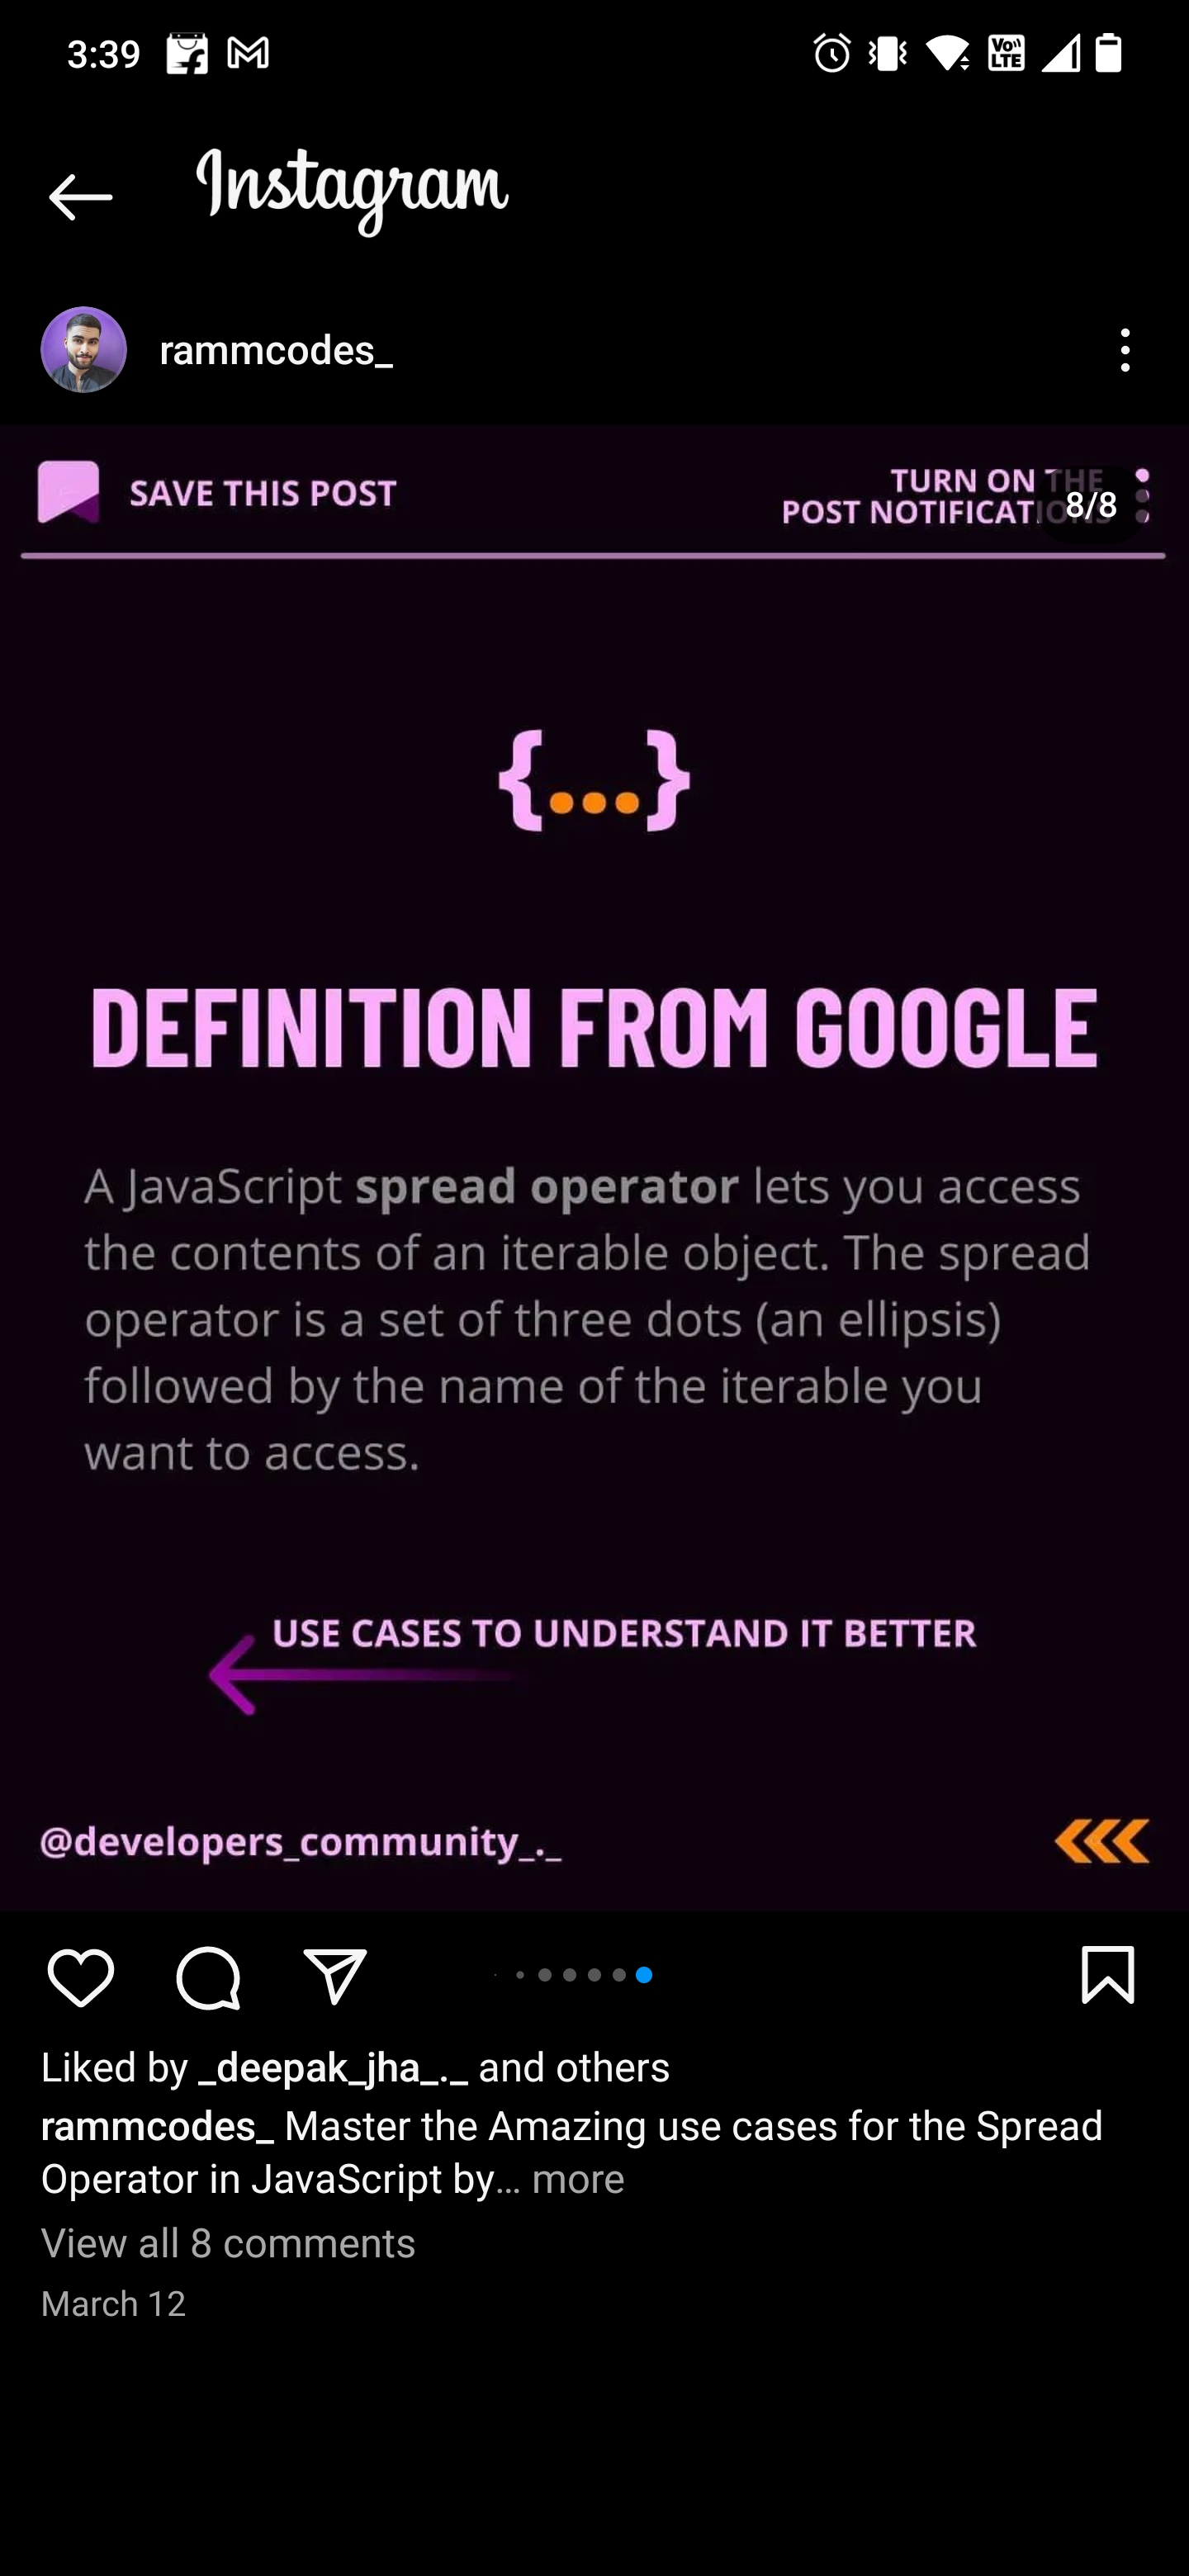 3:39
Vo))
LTE
Instagram
rammcodes_
SAVE THIS POST
TURN ON THE
POST NOTIFICATIONS
8/8
{...}
DEFINITION FROM GOOGLE
A JavaScript spread operator lets you access
the contents of an iterable object. The spread
operator is a set of three dots (an ellipsis)
followed by the name of the iterable you
want to access.
USE CASES TO UNDERSTAND IT BETTER
@developers_community_._
Liked by _deepak_jha_._ and others
rammcodes_ Master the Amazing use cases for the Spread
Operator in JavaScript by... more
View all 8 comments
March 12